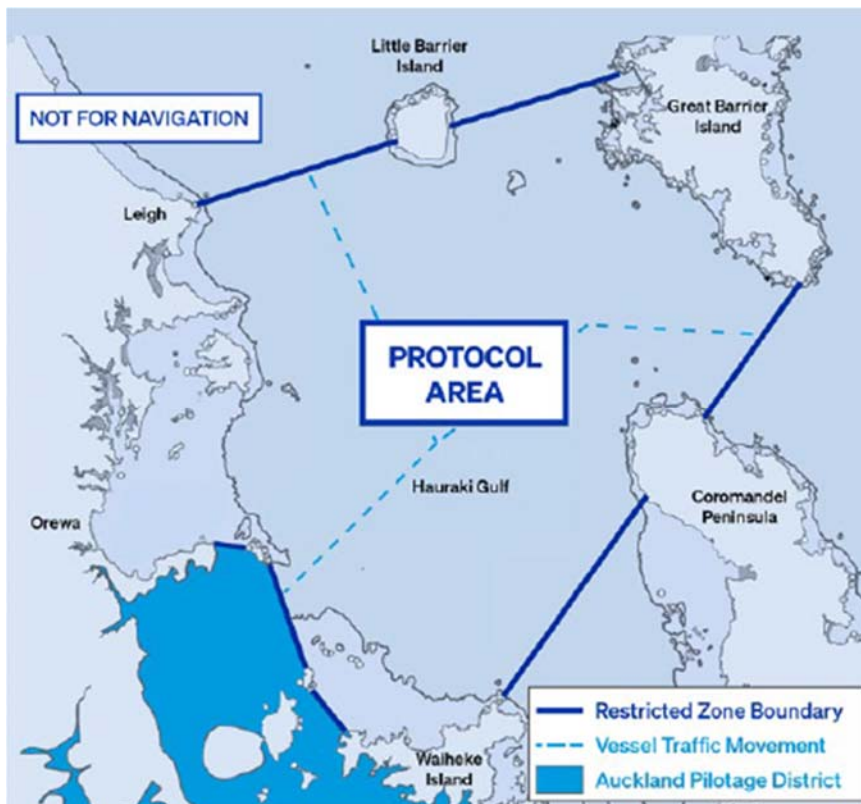 Little Barrier
Island
NOT FOR NAVIGATION
Great Barrier
Island
Leigh
PROTOCOL
AREA
Hauraki Gulf
Coromandel
Peninsula
Orewa
Waiheke
Island
Restricted Zone Boundary
Vessel Traffic Movement
Auckland Pilotage District